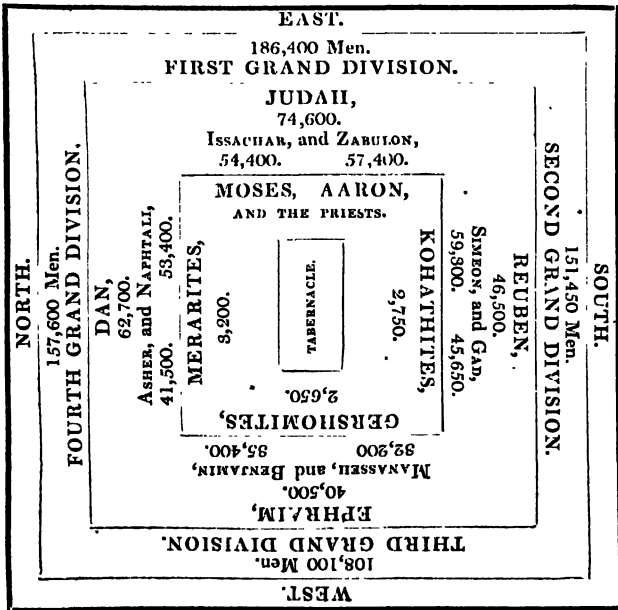 EAST.
186,400 Men.
FIRST GRAND DIVISION.
JUDAH,
74,600.
ISSACHAR, and ZABULON,
54,400. 57,400.
MOSES, AARON,
AND THE PRIESTS.
TABERNACLE.
SOUTH.
151,450 Men.
SECOND GRAND DIVISION.
REUBEN,
46,500.
SIMEON, and GAD,
59,300. 45,650.
KOHATHITES,
2,750.
WEST.
108,100 Men.
THIRD GRAND DIVISION.
EPHRAIM,
40,500.
MANASSEH, and BENJAMIN,
32,200 35,400.
GERSHOMITES,
2,650.
NORTH.
157,600 Men.
FOURTH GRAND DIVISION.
DAN,
62,700.
ASHER, and NAPHTALI,
41,500. 53,400.
MERARITES,
3,200.